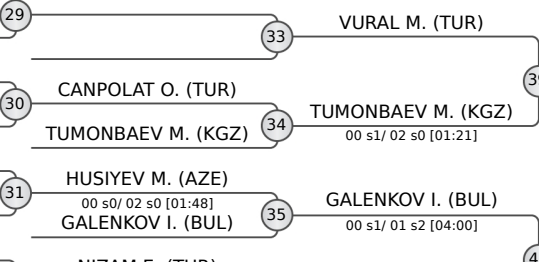 29
33
VURAL M. (TUR)
CANPOLAT O. (TUR)
30
TUMONBAEV M. (KGZ)
34
TUMONBAEV M. (KGZ)
00 s1/ 02 s0 [01:21]
HUSIYEV M. (AZE)
31
00 s0/ 02 s0 [01:48]
GALENKOV I. (BUL)
35
GALENKOV I. (BUL)
00 s1/ 01 s2 [04:00]